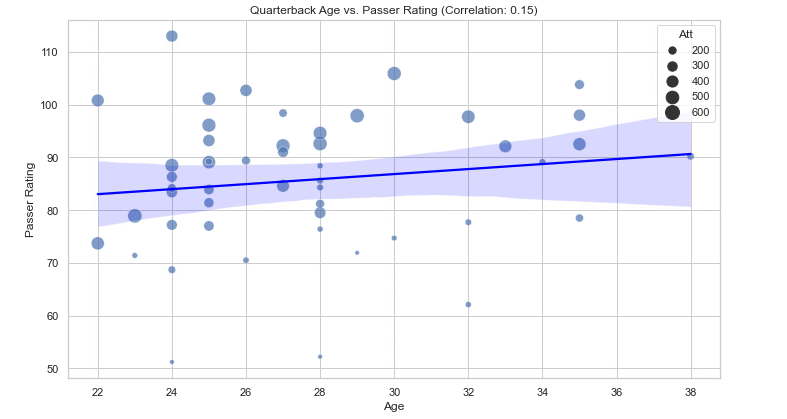 Quarterback Age vs. Passer Rating (Correlation: 0.15)
Att
200
300
400
500
600
Passer Rating
110
100
90
80
70
60
50
22 24 26 28 30 32 34 36 38
Age